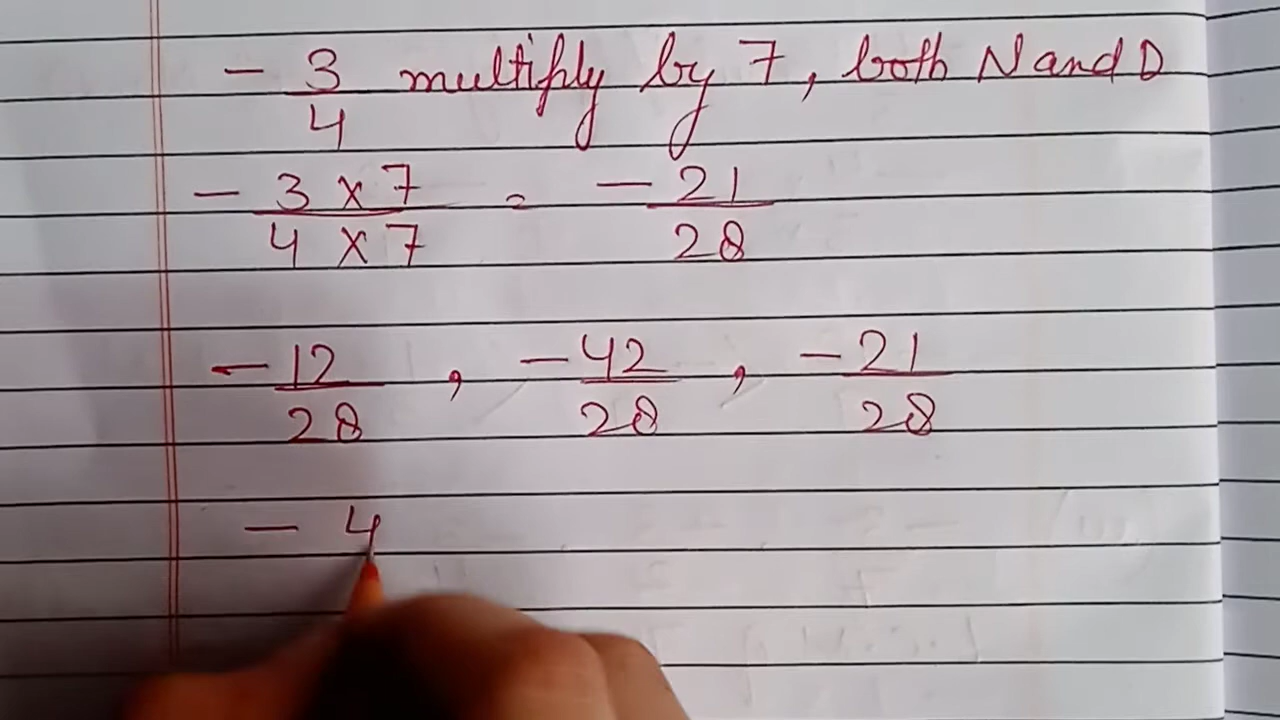 - 3/4 multiply by 7, both N and D
- 3 x 7 / 4 x 7 = - 21/28
- 12/28 , - 42/28 , - 21/28
- 4